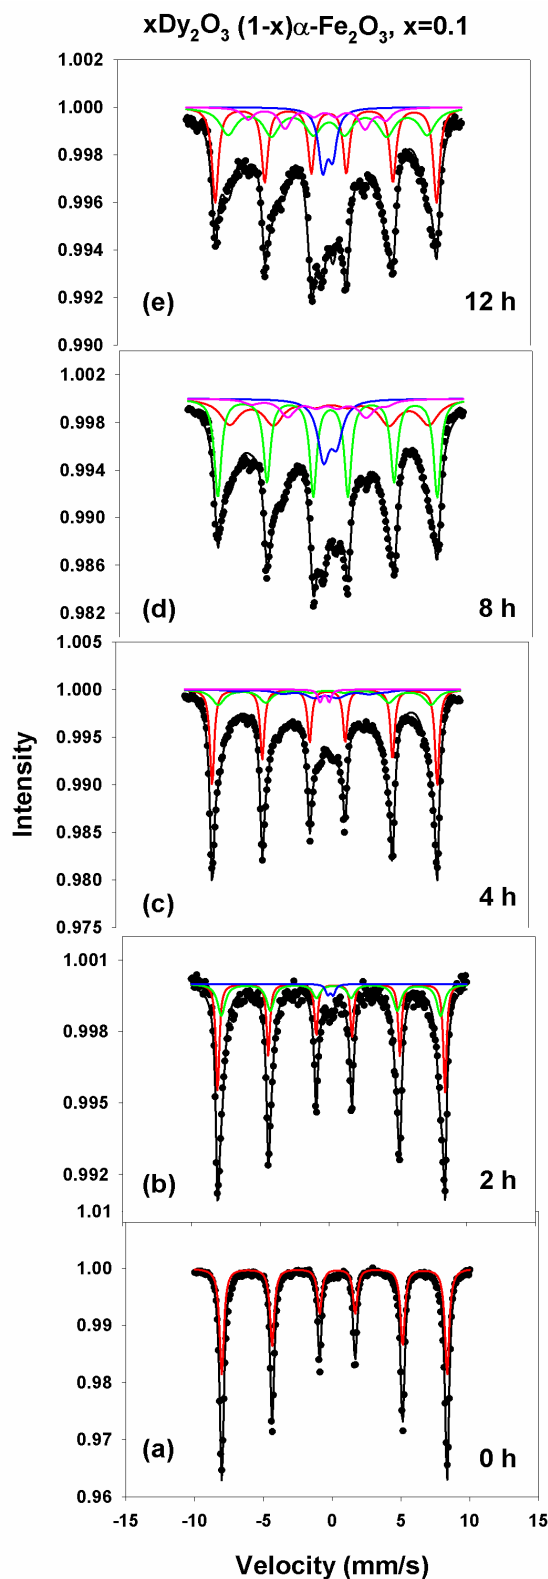 xDy₂O₃ (1-x)α-Fe₂O₃, x=0.1
1.002
1.000
0.998
0.996
0.994
0.992
0.990
(e)
12 h
1.002
0.998
0.994
0.990
0.986
0.982
(d)
8 h
1.005
1.000
0.995
0.990
0.985
0.980
0.975
(c)
4 h
Intensity
1.001
0.998
0.995
0.992
(b)
2 h
1.01
1.00
0.99
0.98
0.97
0.96
(a)
0 h
-15 -10 -5 0 5 10 15
Velocity (mm/s)